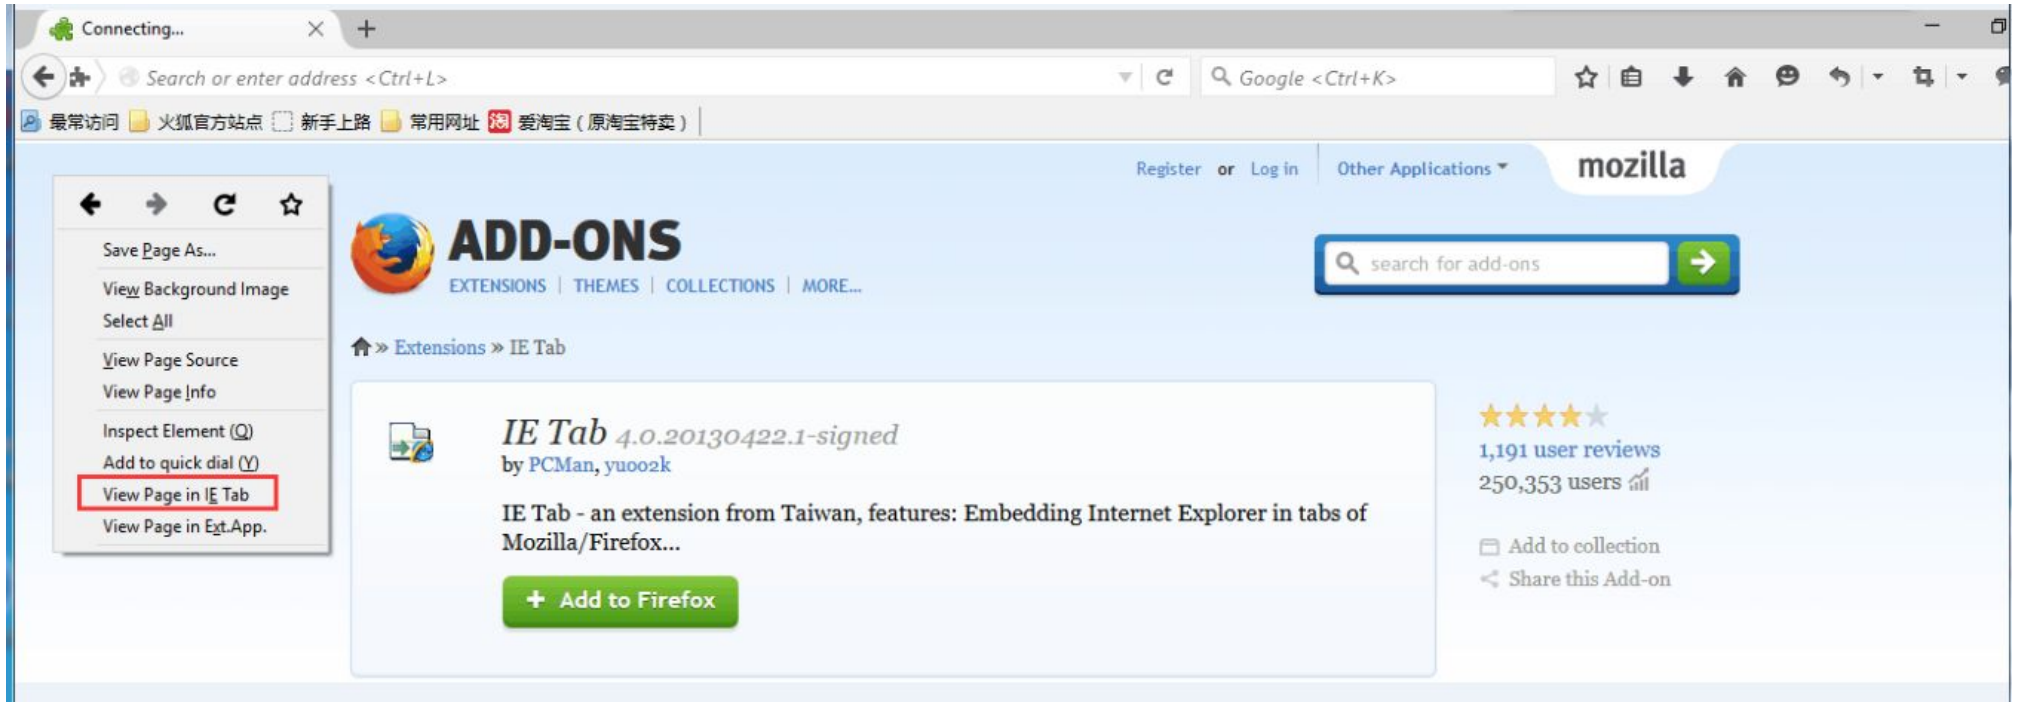 Connecting...
Search or enter address <Ctrl+L>
Google <Ctrl+K>
最常访问 火狐官方站点 新手上路 常用网址 淘 爱淘宝（原淘宝特卖）
Register or Log in Other Applications mozilla
Save Page As...
View Background Image
Select All
View Page Source
View Page Info
Inspect Element (Q)
Add to quick dial (Y)
View Page in IE Tab
View Page in Ext.App.
ADD-ONS
EXTENSIONS | THEMES | COLLECTIONS | MORE...
search for add-ons
» Extensions » IE Tab
IE Tab 4.0.20130422.1-signed
by PCMan, yuoo2k
IE Tab - an extension from Taiwan, features: Embedding Internet Explorer in tabs of
Mozilla/Firefox...
+ Add to Firefox
1,191 user reviews
250,353 users
Add to collection
Share this Add-on